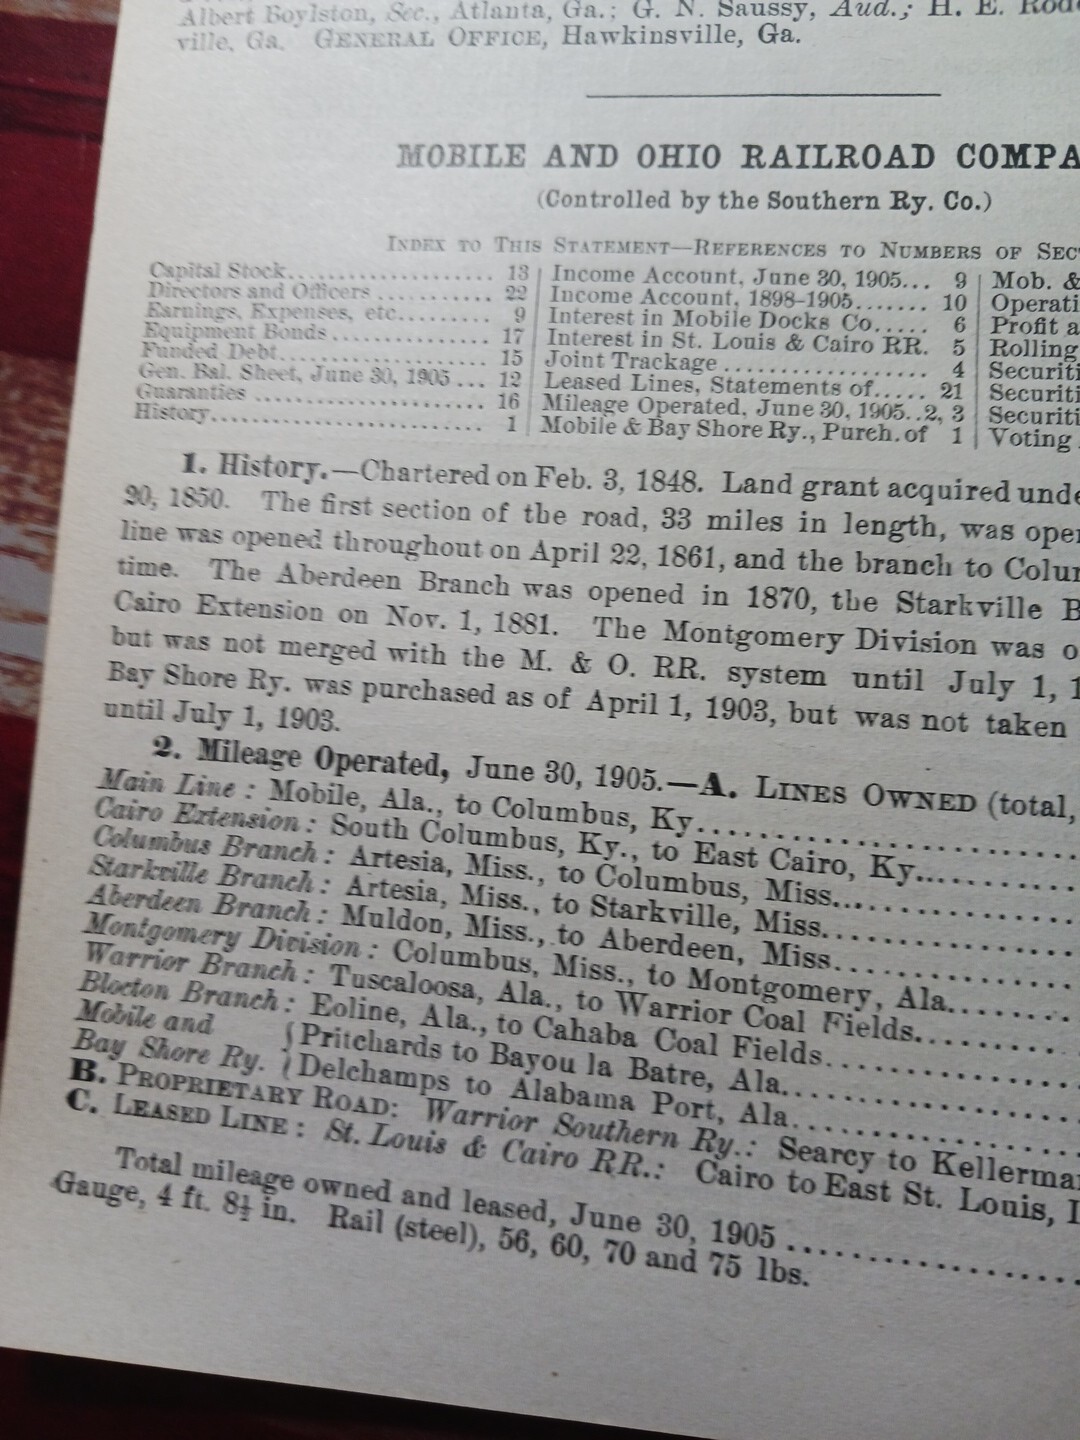 Albert Boylston, Sec., Atlanta, Ga.; G. N. Saussy, Aud.; H. E.
ville, Ga. GENERAL OFFICE, Hawkinsville, Ga.
MOBILE AND OHIO RAILROAD COMPA
(Controlled by the Southern Ry. Co.)
INDEX TO THIS STATEMENT—REFERENCES TO NUMBERS OF SEC
Capital Stock.................... 13
Directors and Officers ........... 22
Earnings, Expenses, etc......... 9
Equipment Bonds ................ 17
Funded Debt..................... 15
Gen. Bal. Sheet, June 30, 1905 ... 12
Guaranties ...................... 16
History.......................... 1
Income Account, June 30, 1905... 9
Income Account, 1898-1905....... 10
Interest in Mobile Docks Co..... 6
Interest in St. Louis & Cairo RR. 5
Joint Trackage .................. 4
Leased Lines, Statements of..... 21
Mileage Operated, June 30, 1905..2, 3
Mobile & Bay Shore Ry., Purch. of 1
Mob. &
Operati
Profit a
Rolling
Securiti
Securiti
Securiti
Voting
1. History.—Chartered on Feb. 3, 1848. Land grant acquired unde
20, 1850. The first section of the road, 33 miles in length, was ope
line was opened throughout on April 22, 1861, and the branch to Colu
time. The Aberdeen Branch was opened in 1870, the Starkville B
Cairo Extension on Nov. 1, 1881. The Montgomery Division was o
but was not merged with the M. & O. RR. system until July 1, 1
Bay Shore Ry. was purchased as of April 1, 1903, but was not taken
until July 1, 1903.
2. Mileage Operated, June 30, 1905.—A. LINES OWNED (total,
Main Line : Mobile, Ala., to Columbus, Ky..............................
Cairo Extension : South Columbus, Ky., to East Cairo, Ky.............
Columbus Branch : Artesia, Miss., to Columbus, Miss...................
Starkville Branch : Artesia, Miss., to Starkville, Miss...................
Aberdeen Branch : Muldon, Miss., to Aberdeen, Miss...................
Montgomery Division : Columbus, Miss., to Montgomery, Ala.........
Warrior Branch : Tuscaloosa, Ala., to Warrior Coal Fields...........
Blocton Branch : Eoline, Ala., to Cahaba Coal Fields...................
Mobile and { Pritchards to Bayou la Batre, Ala......................
Bay Shore Ry. { Delchamps to Alabama Port, Ala....................
B. PROPRIETARY ROAD: Warrior Southern Ry.: Searcy to Kellerma
C. LEASED LINE : St. Louis & Cairo RR.: Cairo to East St. Louis, I
Total mileage owned and leased, June 30, 1905 ......................
Gauge, 4 ft. 8½ in. Rail (steel), 56, 60, 70 and 75 lbs.